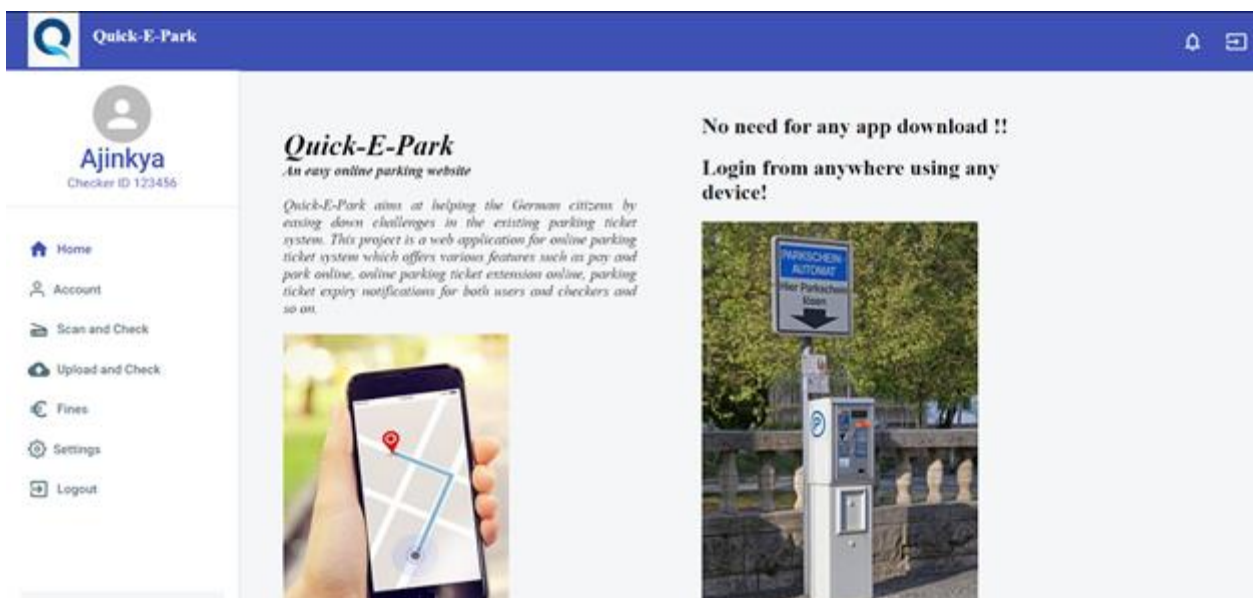 Quick-E-Park
Ajinkya
Checker ID 123456
Home
Account
Scan and Check
Upload and Check
Fines
Settings
Logout
Quick-E-Park
An easy online parking website
Quick-E-Park aims at helping the German citizens by
easing down challenges in the existing parking ticket
system. This project is a web application for online parking
ticket system which offers various features such as pay and
park online, online parking ticket extension online, parking
ticket expiry notifications for both users and checkers and
so on.
No need for any app download !!
Login from anywhere using any
device!
PARKSCHEIN-
AUTOMAT
Hier Parkschein
lösen
P